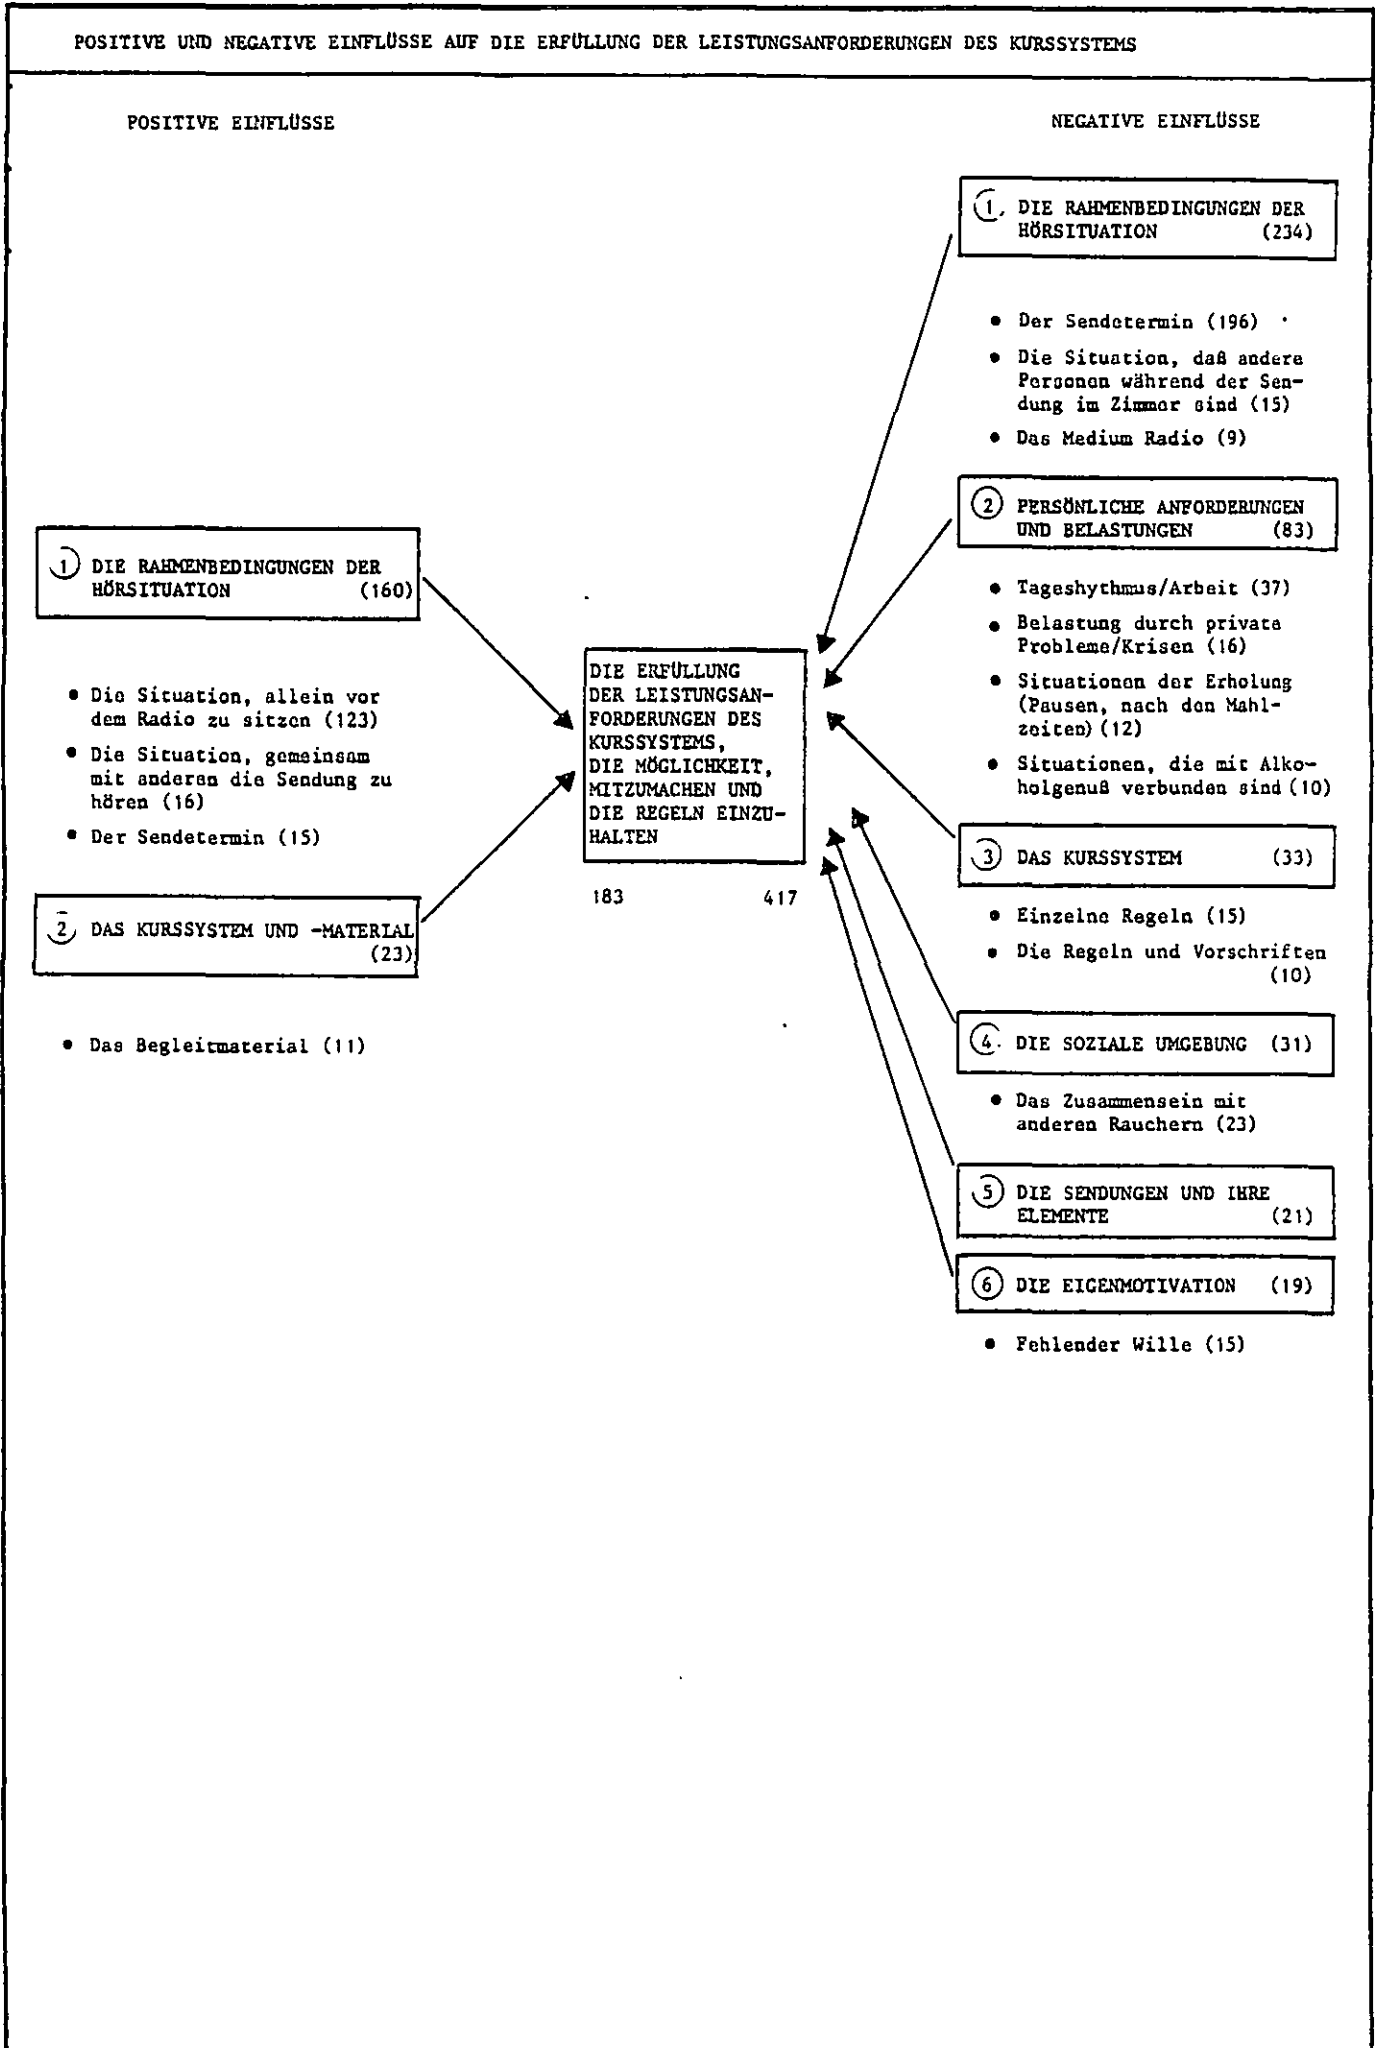 POSITIVE UND NEGATIVE EINFLÜSSE AUF DIE ERFÜLLUNG DER LEISTUNGSANFORDERUNGEN DES KURSSYSTEMS
POSITIVE EINFLÜSSE
① DIE RAHMENBEDINGUNGEN DER
HÖRSITUATION (160)
• Die Situation, allein vor
dem Radio zu sitzen (123)
• Die Situation, gemeinsam
mit anderen die Sendung zu
hören (16)
• Der Sendetermin (15)
② DAS KURSSYSTEM UND -MATERIAL
(23)
• Das Begleitmaterial (11)
DIE ERFÜLLUNG
DER LEISTUNGSAN-
FORDERUNGEN DES
KURSSYSTEMS,
DIE MÖGLICHKEIT,
MITZUMACHEN UND
DIE REGELN EINZU-
HALTEN
183 417
NEGATIVE EINFLÜSSE
① DIE RAHMENBEDINGUNGEN DER
HÖRSITUATION (234)
• Der Sendetermin (196)
• Die Situation, daß andere
Personen während der Sen-
dung im Zimmer sind (15)
• Das Medium Radio (9)
② PERSÖNLICHE ANFORDERUNGEN
UND BELASTUNGEN (83)
• Tageshythmus/Arbeit (37)
• Belastung durch private
Probleme/Krisen (16)
• Situationen der Erholung
(Pausen, nach den Mahl-
zeiten) (12)
• Situationen, die mit Alko-
holgenuß verbunden sind (10)
③ DAS KURSSYSTEM (33)
• Einzelne Regeln (15)
• Die Regeln und Vorschriften
(10)
④ DIE SOZIALE UMGEBUNG (31)
• Das Zusammensein mit
anderen Rauchern (23)
⑤ DIE SENDUNGEN UND IHRE
ELEMENTE (21)
⑥ DIE EIGENMOTIVATION (19)
• Fehlender Wille (15)